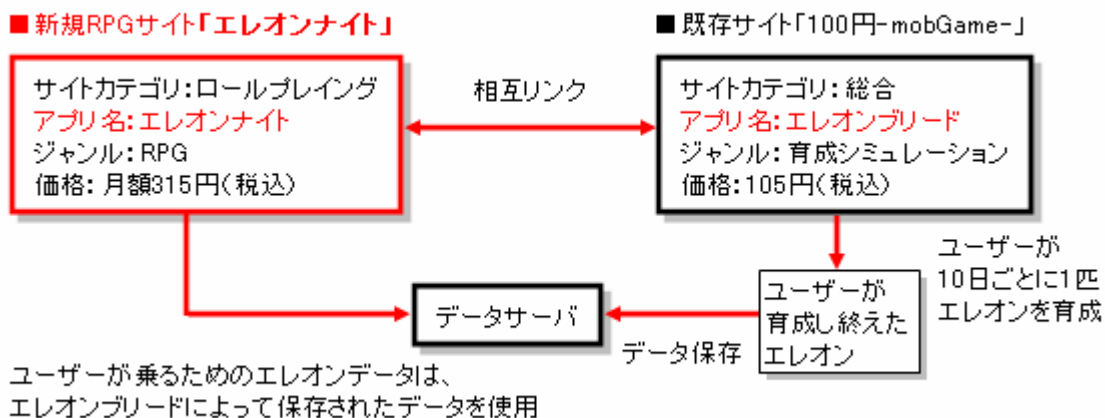 ■新規RPGサイト「エレオンナイト」
サイトカテゴリ:ロールプレイング
アプリ名:エレオンナイト
ジャンル:RPG
価格:月額315円(税込)
相互リンク
■既存サイト「100円-mobGame-」
サイトカテゴリ:総合
アプリ名:エレオンブリード
ジャンル:育成シミュレーション
価格:105円(税込)
ユーザーが
10日ごとに1匹
エレオンを育成
ユーザーが
育成し終えた
エレオン
データ保存
データサーバ
ユーザーが乗るためのエレオンデータは、
エレオンブリードによって保存されたデータを使用